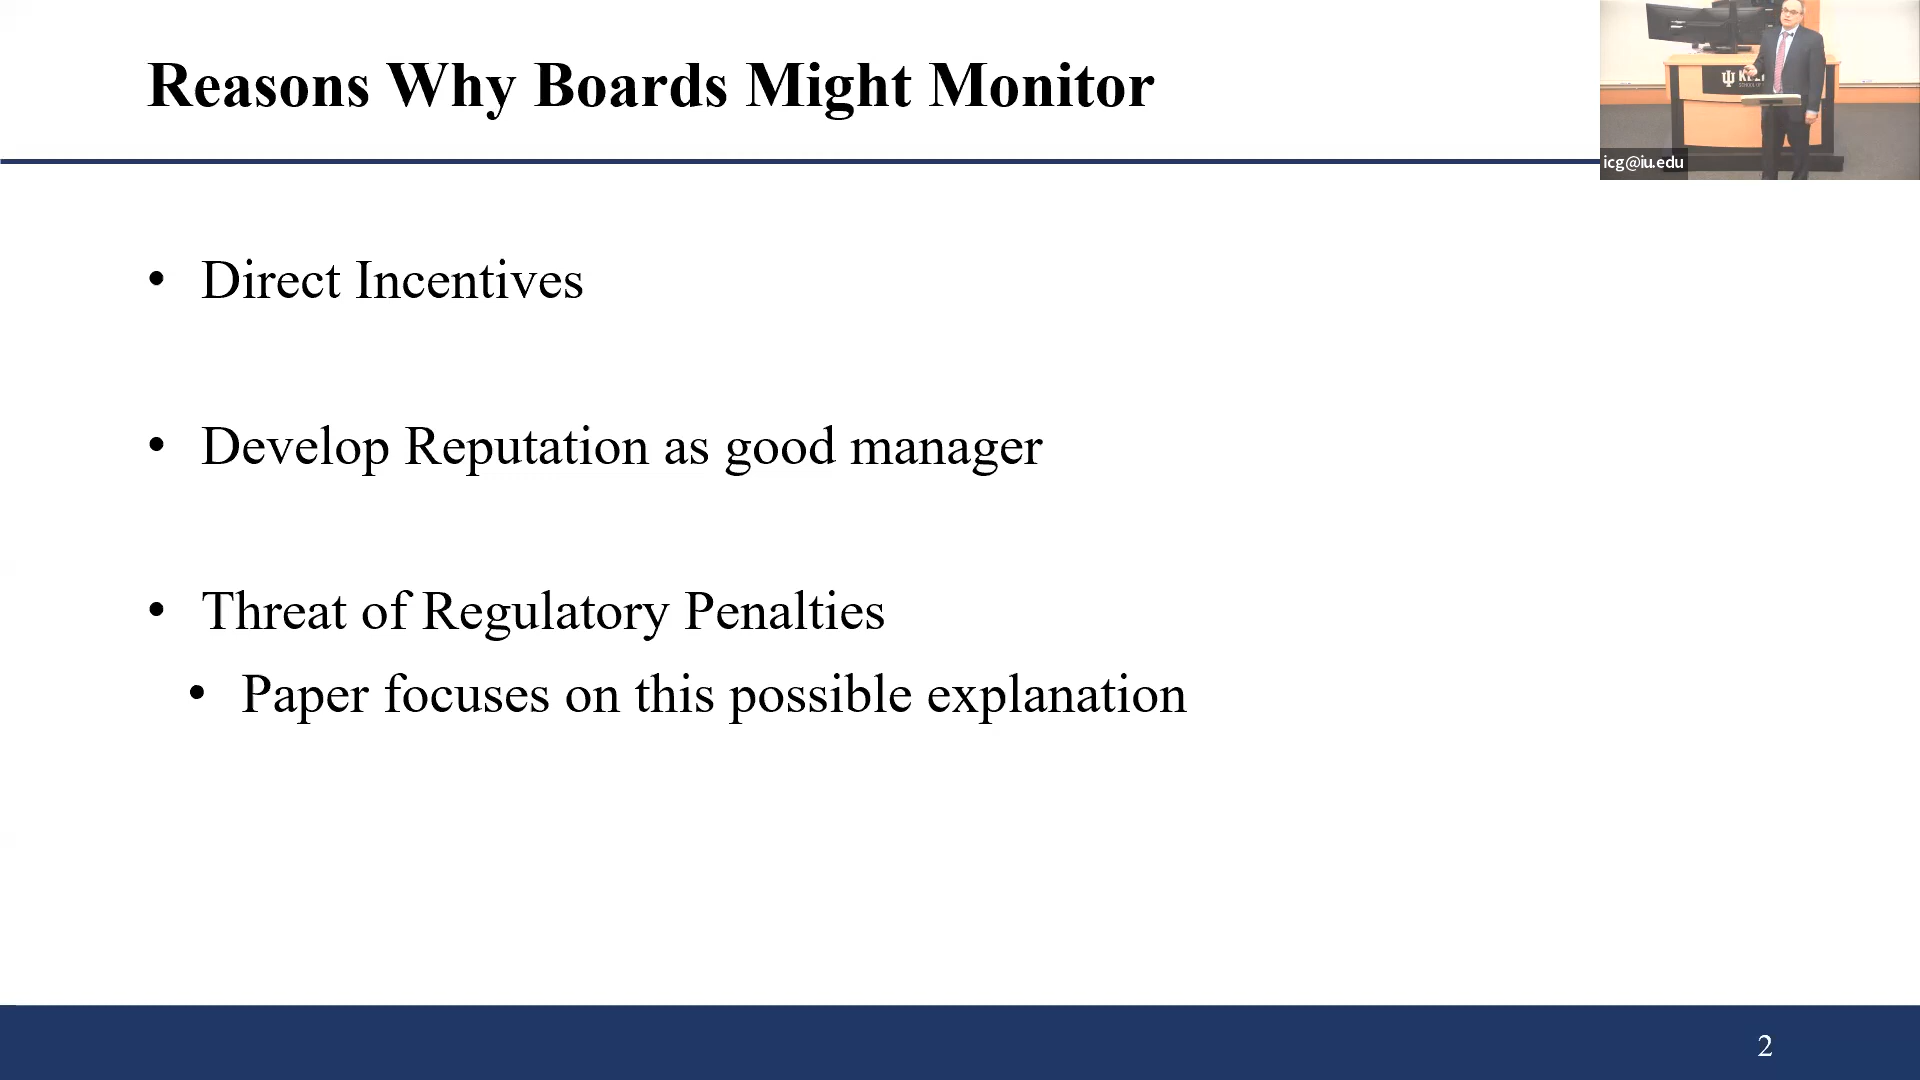 Reasons Why Boards Might Monitor
icg@iu.edu
• Direct Incentives
• Develop Reputation as good manager
• Threat of Regulatory Penalties
• Paper focuses on this possible explanation
2